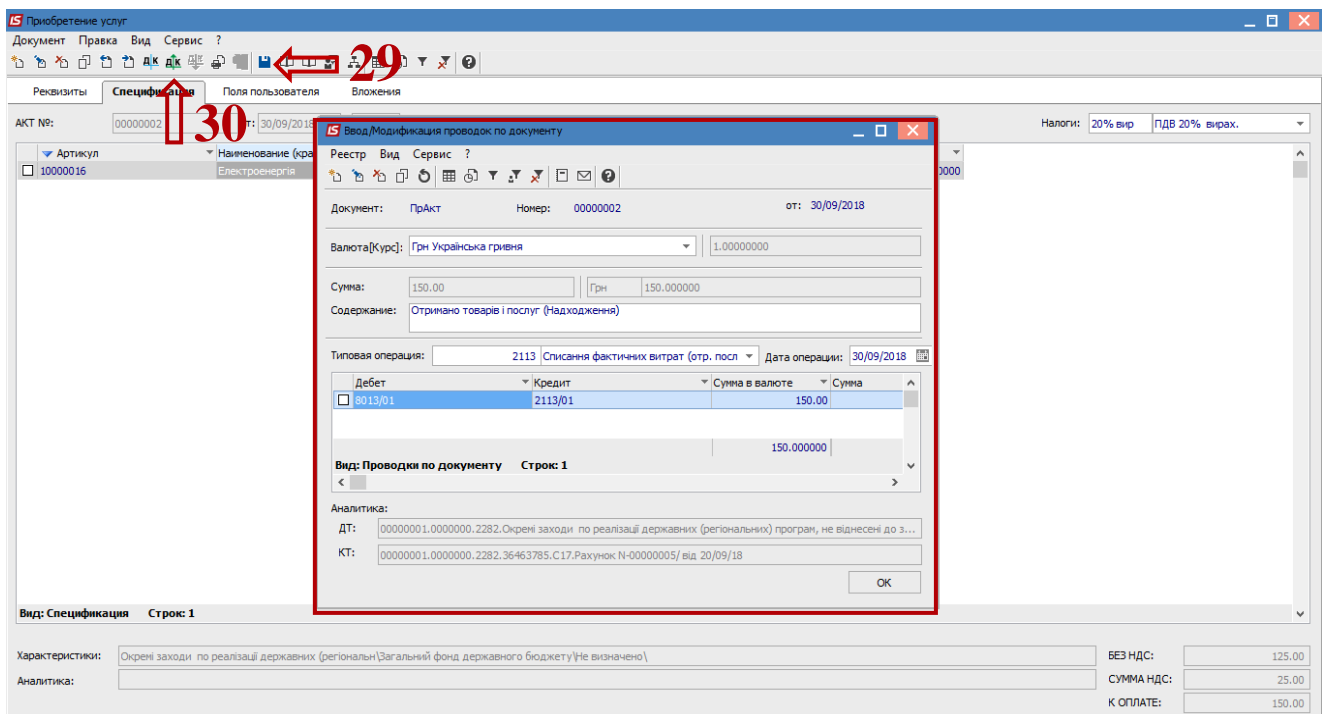 Приобретение услуг
Документ Правка Вид Сервис ?
29
Реквизиты Спецификация Поля пользователя Вложения
30
АКТ №: 00000002 т: 30/09/2018 Налоги: 20% вир ПДВ 20% вирах.
Артикул Наименование (кра
10000016 Електроенергія 0000
Ввод/Модификация проводок по документу
Реестр Вид Сервис ?
Документ: ПрАкт Номер: 00000002 от: 30/09/2018
Валюта[Курс]: Грн Українська гривня 1.00000000
Сумма: 150.00 Грн 150.000000
Содержание: Отримано товарів і послуг (Надходження)
Типовая операция: 2113 Списання фактичних витрат (отр. посл Дата операции: 30/09/2018
Дебет Кредит Сумма в валюте Сумма
8013/01 2113/01 150.00
150.000000
Вид: Проводки по документу Строк: 1
Аналитика:
ДТ: 00000001.0000000.2282.Окремі заходи по реалізації державних (регіональних) програм, не віднесені до з...
КТ: 00000001.0000000.2282.36463785.С17.Рахунок N-00000005/ від 20/09/18
OK
Вид: Спецификация Строк: 1
Характеристики: Окремі заходи по реалізації державних (регіональн\Загальний фонд державного бюджету\Не визначено\
Аналитика:
БЕЗ НДС: 125.00
СУММА НДС: 25.00
К ОПЛАТЕ: 150.00